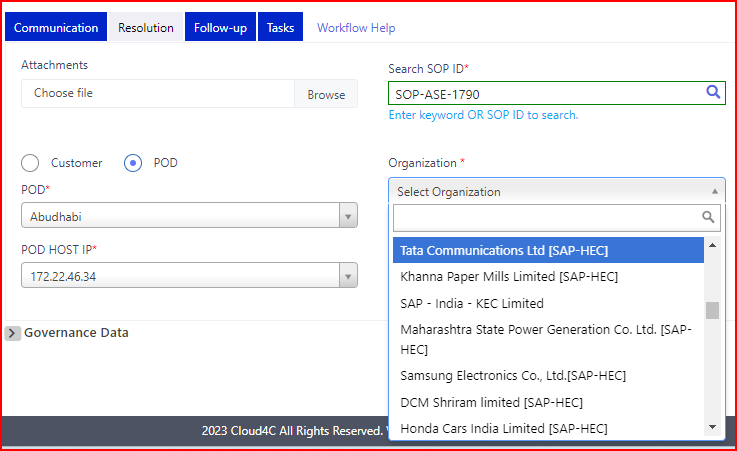 Communication Resolution Follow-up Tasks Workflow Help
Attachments
Choose file Browse
Search SOP ID*
SOP-ASE-1790
Enter keyword OR SOP ID to search.
Customer POD
POD*
Abudhabi
POD HOST IP*
172.22.46.34
Organization *
Select Organization
Tata Communications Ltd [SAP-HEC]
Khanna Paper Mills Limited [SAP-HEC]
SAP - India - KEC Limited
Maharashtra State Power Generation Co. Ltd. [SAP-
HEC]
Samsung Electronics Co., Ltd.[SAP-HEC]
DCM Shriram limited [SAP-HEC]
Honda Cars India Limited [SAP-HEC]
Governance Data
2023 Cloud4C All Rights Reserved.